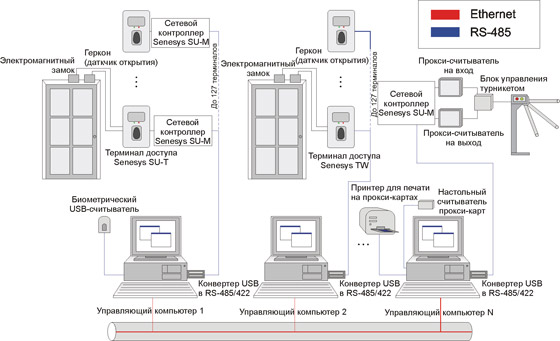 Ethernet
RS-485
Сетевой
контроллер
Senesys SU-M
Геркон
(датчик открытия)
Электромагнитный
замок
До 127 терминалов
Сетевой
контроллер
Senesys SU-M
Терминал доступа
Senesys SU-T
Геркон
(датчик открытия)
Электромагнитный
замок
До 127 терминалов
Терминал доступа
Senesys TW
Прокси-считыватель
на вход
Блок управления
турникетом
Сетевой
контроллер
Senesys SU-M
Прокси-считыватель
на выход
Биометрический
USB-считыватель
Принтер для печати
на прокси-картах
Настольный
считыватель
прокси-карт
Конвертер USB
в RS-485/422
Конвертер USB
в RS-485/422
Конвертер USB
в RS-485/422
Управляющий компьютер 1
Управляющий компьютер 2
Управляющий компьютер N